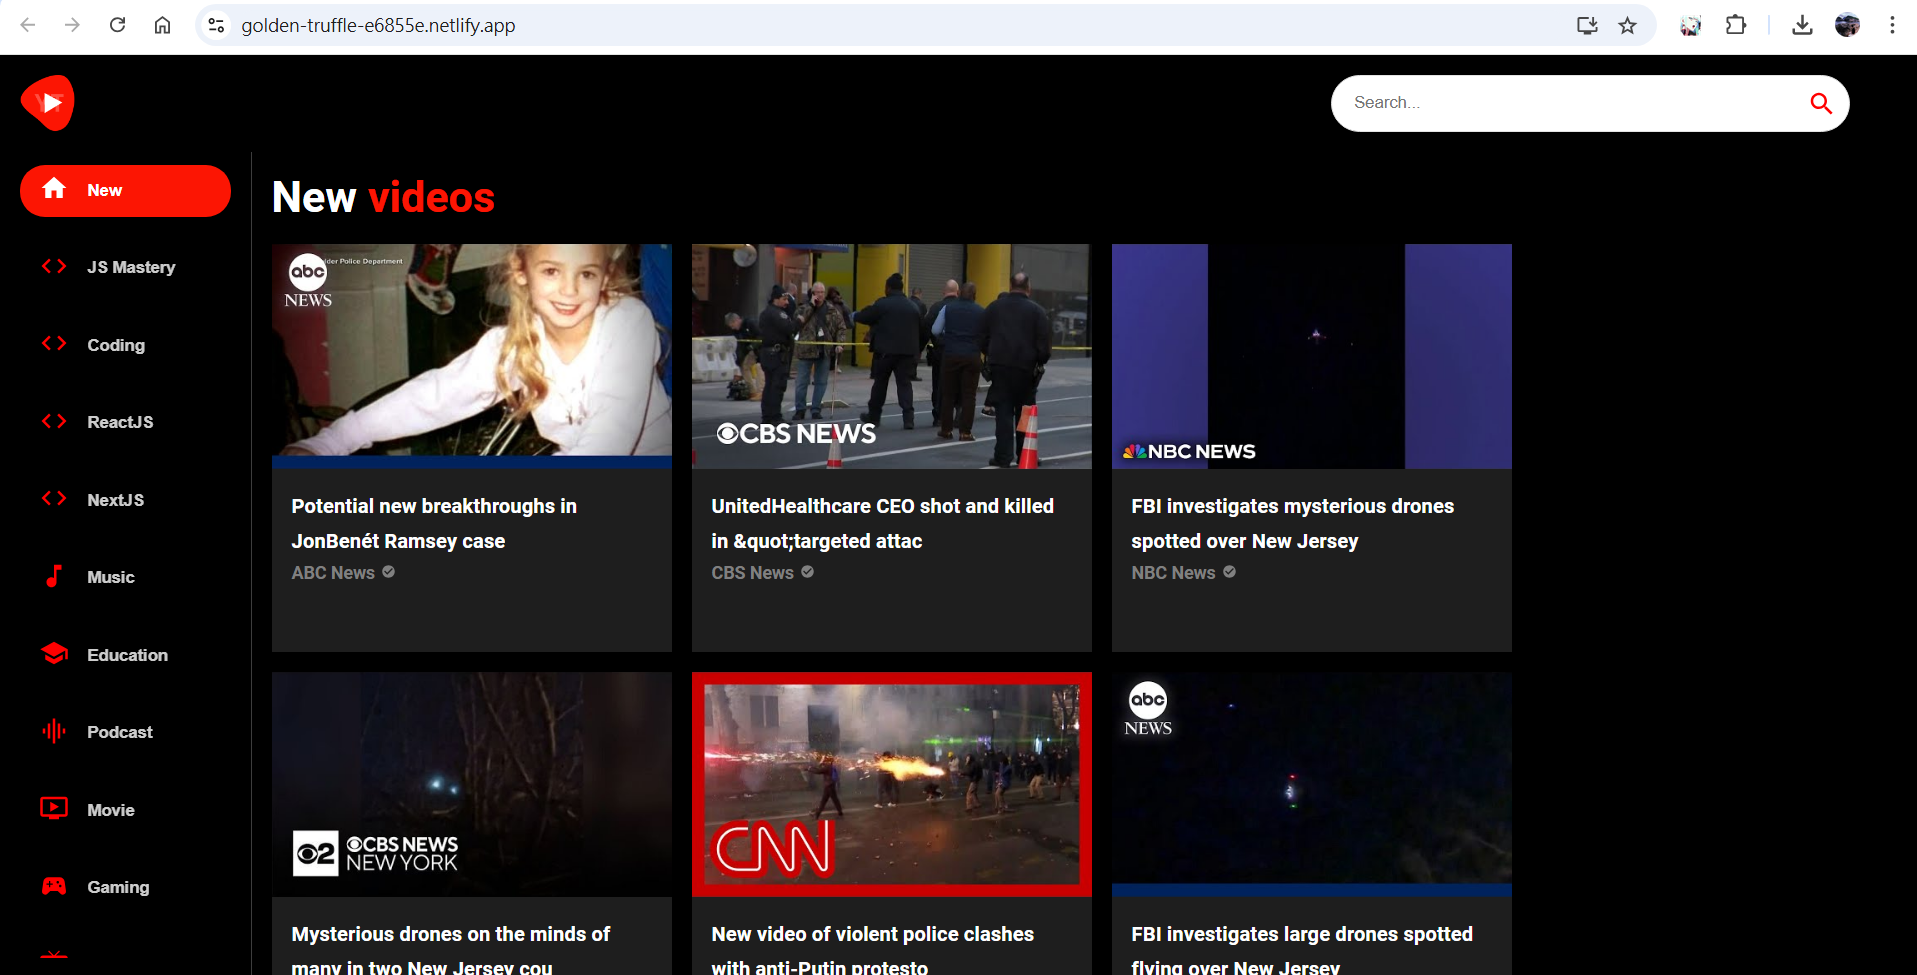 golden-truffle-e6855e.netlify.app
YT
Search...
New
JS Mastery
Coding
ReactJS
NextJS
Music
Education
Podcast
Movie
Gaming
New videos
abc NEWS
lder Police Department
CBS NEWS
NBC NEWS
Potential new breakthroughs in
JonBenét Ramsey case
ABC News
UnitedHealthcare CEO shot and killed
in &quot;targeted attac
CBS News
FBI investigates mysterious drones
spotted over New Jersey
NBC News
2 CBS NEWS
NEW YORK
CNN
abc NEWS
Mysterious drones on the minds of
many in two New Jersey cou
New video of violent police clashes
with anti-Putin protesto
FBI investigates large drones spotted
flying over New Jersey